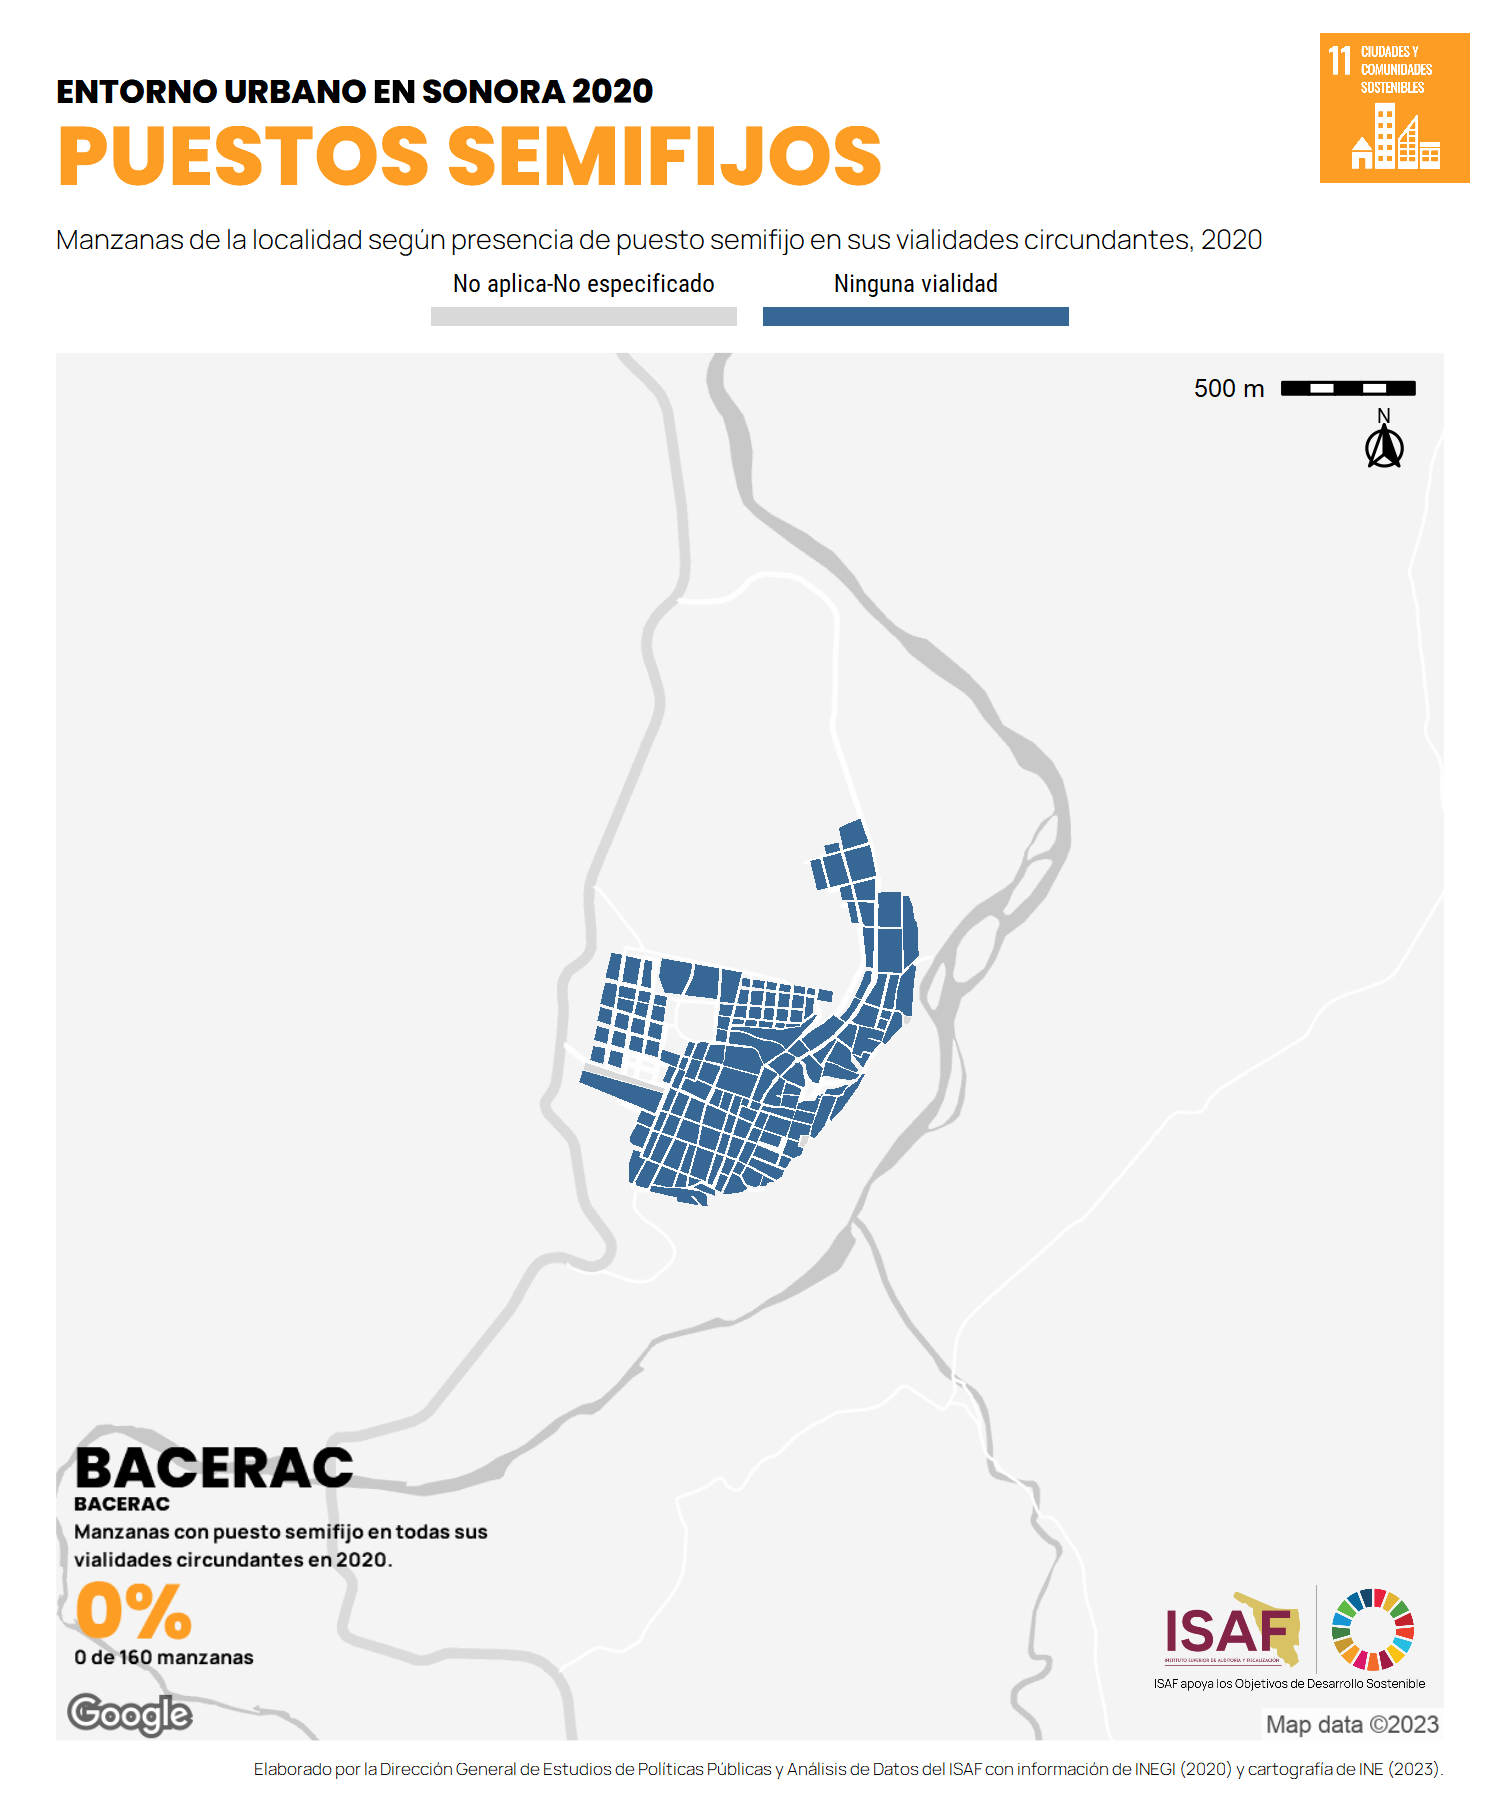 11 CIUDADES Y
COMUNIDADES
SOSTENIBLES
ENTORNO URBANO EN SONORA 2020
PUESTOS SEMIFIJOS
Manzanas de la localidad según presencia de puesto semifijo en sus vialidades circundantes, 2020
No aplica-No especificado
Ninguna vialidad
500 m
N
BACERAC
BACERAC
Manzanas con puesto semifijo en todas sus
vialidades circundantes en 2020.
0%
0 de 160 manzanas
Google
ISAF
INSTITUTO SUPERIOR DE AUDITORÍA Y FISCALIZACIÓN
ISAF apoya los Objetivos de Desarrollo Sostenible
Map data ©2023
Elaborado por la Dirección General de Estudios de Políticas Públicas y Análisis de Datos del ISAF con información de INEGI (2020) y cartografía de INE (2023).